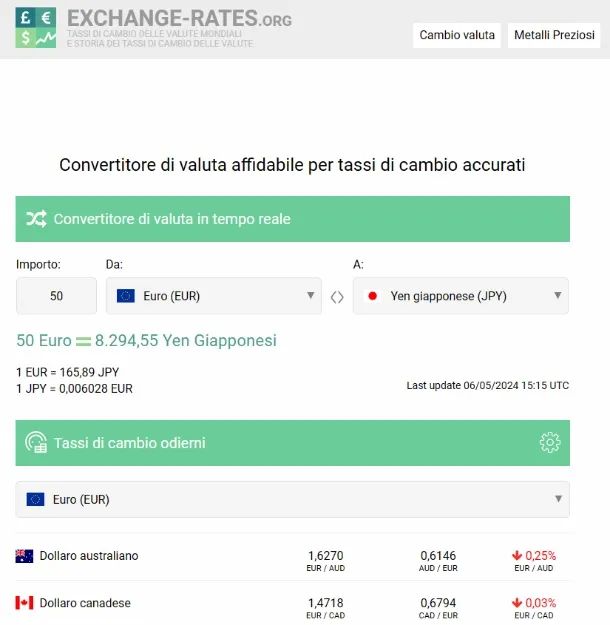 £ €
$
EXCHANGE-RATES.ORG
TASSI DI CAMBIO DELLE VALUTE MONDIALI
E STORIA DEI TASSI DI CAMBIO DELLE VALUTE
Cambio valuta Metalli Preziosi
Convertitore di valuta affidabile per tassi di cambio accurati
Convertitore di valuta in tempo reale
Importo: Da: A:
50 Euro (EUR) Yen giapponese (JPY)
50 Euro = 8.294,55 Yen Giapponesi
1 EUR = 165,89 JPY
1 JPY = 0,006028 EUR
Last update 06/05/2024 15:15 UTC
Tassi di cambio odierni
Euro (EUR)
Dollaro australiano 1,6270 0,6146 0,25%
EUR / AUD AUD / EUR EUR / AUD
Dollaro canadese 1,4718 0,6794 0,03%
EUR / CAD CAD / EUR EUR / CAD